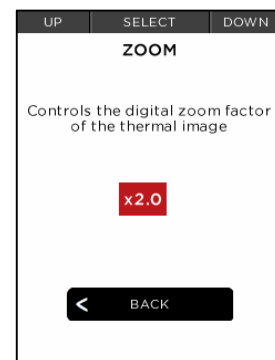 UP SELECT DOWN
ZOOM
Controls the digital zoom factor
of the thermal image
x2.0
< BACK